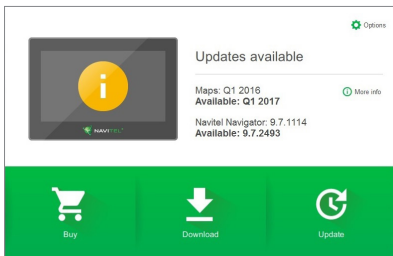 Options
Updates available
Maps: Q1 2016
Available: Q1 2017
More info
Navitel Navigator: 9.7.1114
Available: 9.7.2493
NAVITEL
Buy
Download
Update